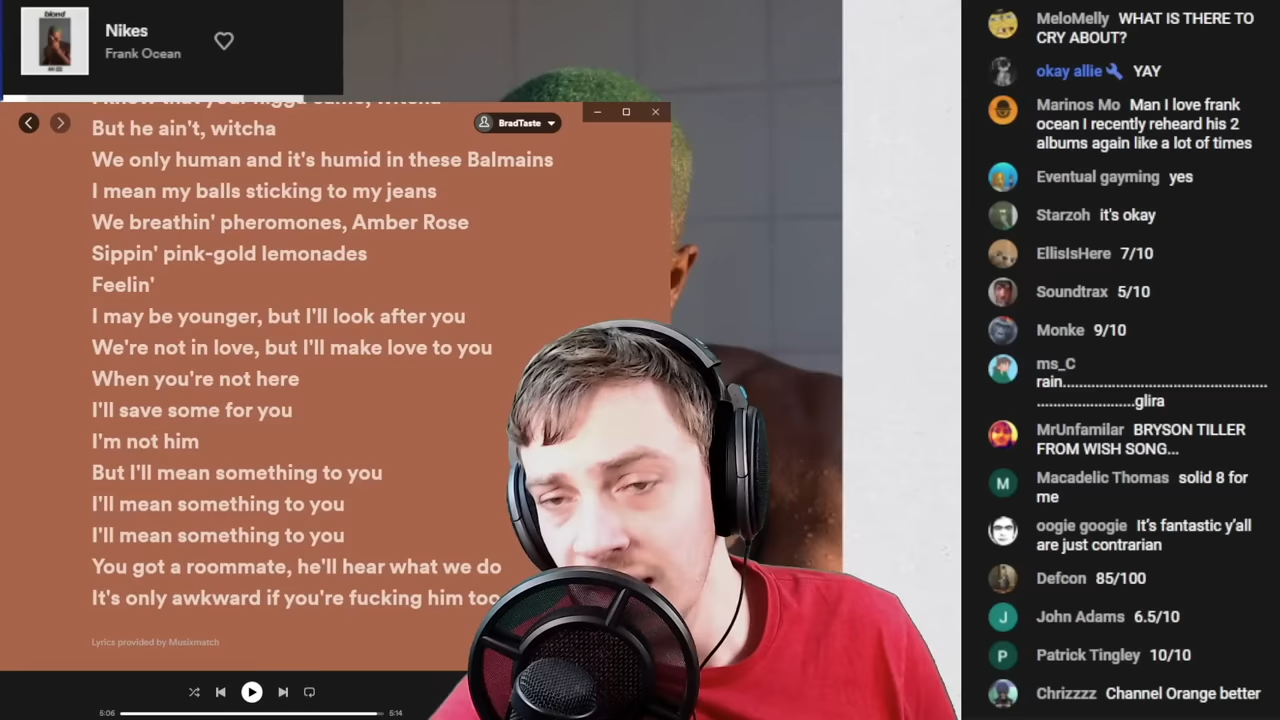 blond
Nikes
Frank Ocean
BradTaste
But he ain't, witcha
We only human and it's humid in these Balmains
I mean my balls sticking to my jeans
We breathin' pheromones, Amber Rose
Sippin' pink-gold lemonades
Feelin'
I may be younger, but I'll look after you
We're not in love, but I'll make love to you
When you're not here
I'll save some for you
I'm not him
But I'll mean something to you
I'll mean something to you
I'll mean something to you
You got a roommate, he'll hear what we do
It's only awkward if you're fucking him too
Lyrics provided by Musixmatch
5:06
5:14
MeloMelly WHAT IS THERE TO
CRY ABOUT?
okay allie YAY
Marinos Mo Man I love frank
ocean I recently reheard his 2
albums again like a lot of times
Eventual gayming yes
Starzoh it's okay
EllisIsHere 7/10
Soundtrax 5/10
Monke 9/10
ms_C
rain...................................................
.........................glira
MrUnfamilar BRYSON TILLER
FROM WISH SONG...
M
Macadelic Thomas solid 8 for
me
oogie googie It's fantastic y'all
are just contrarian
Defcon 85/100
J
John Adams 6.5/10
P
Patrick Tingley 10/10
Chrizzzz Channel Orange better